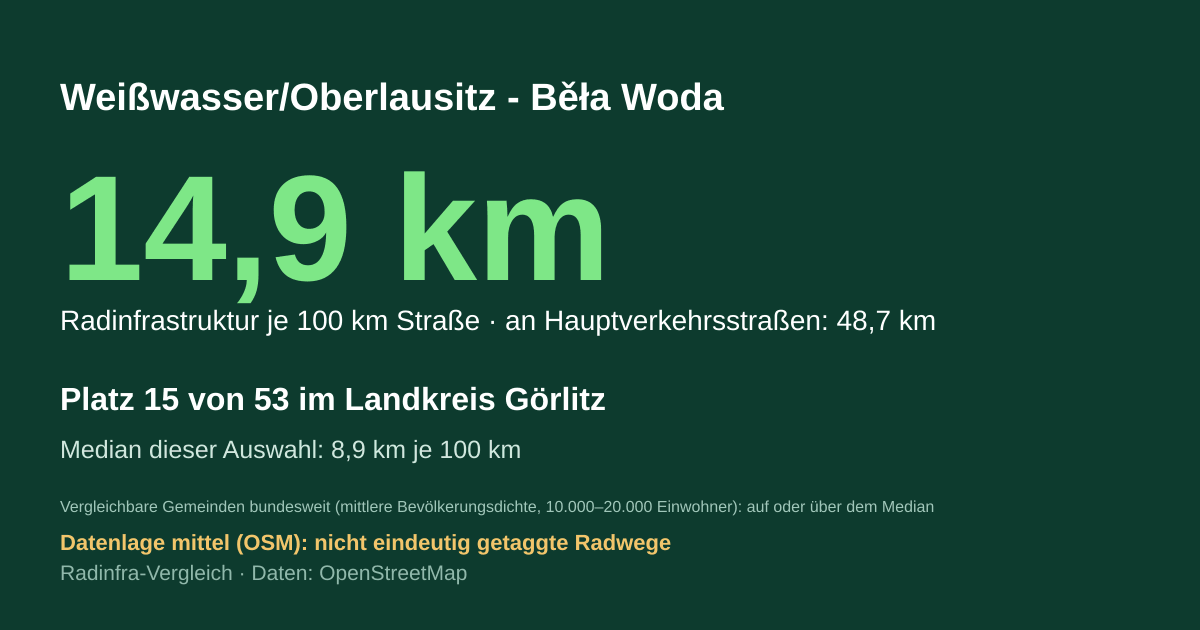 Weißwasser/Oberlausitz - Běła Woda
14,9 km
Radinfrastruktur je 100 km Straße · an Hauptverkehrsstraßen: 48,7 km
Platz 15 von 53 im Landkreis Görlitz
Median dieser Auswahl: 8,9 km je 100 km
Vergleichbare Gemeinden bundesweit (mittlere Bevölkerungsdichte, 10.000–20.000 Einwohner): auf oder über dem Median
Datenlage mittel (OSM): nicht eindeutig getaggte Radwege
Radinfra-Vergleich · Daten: OpenStreetMap